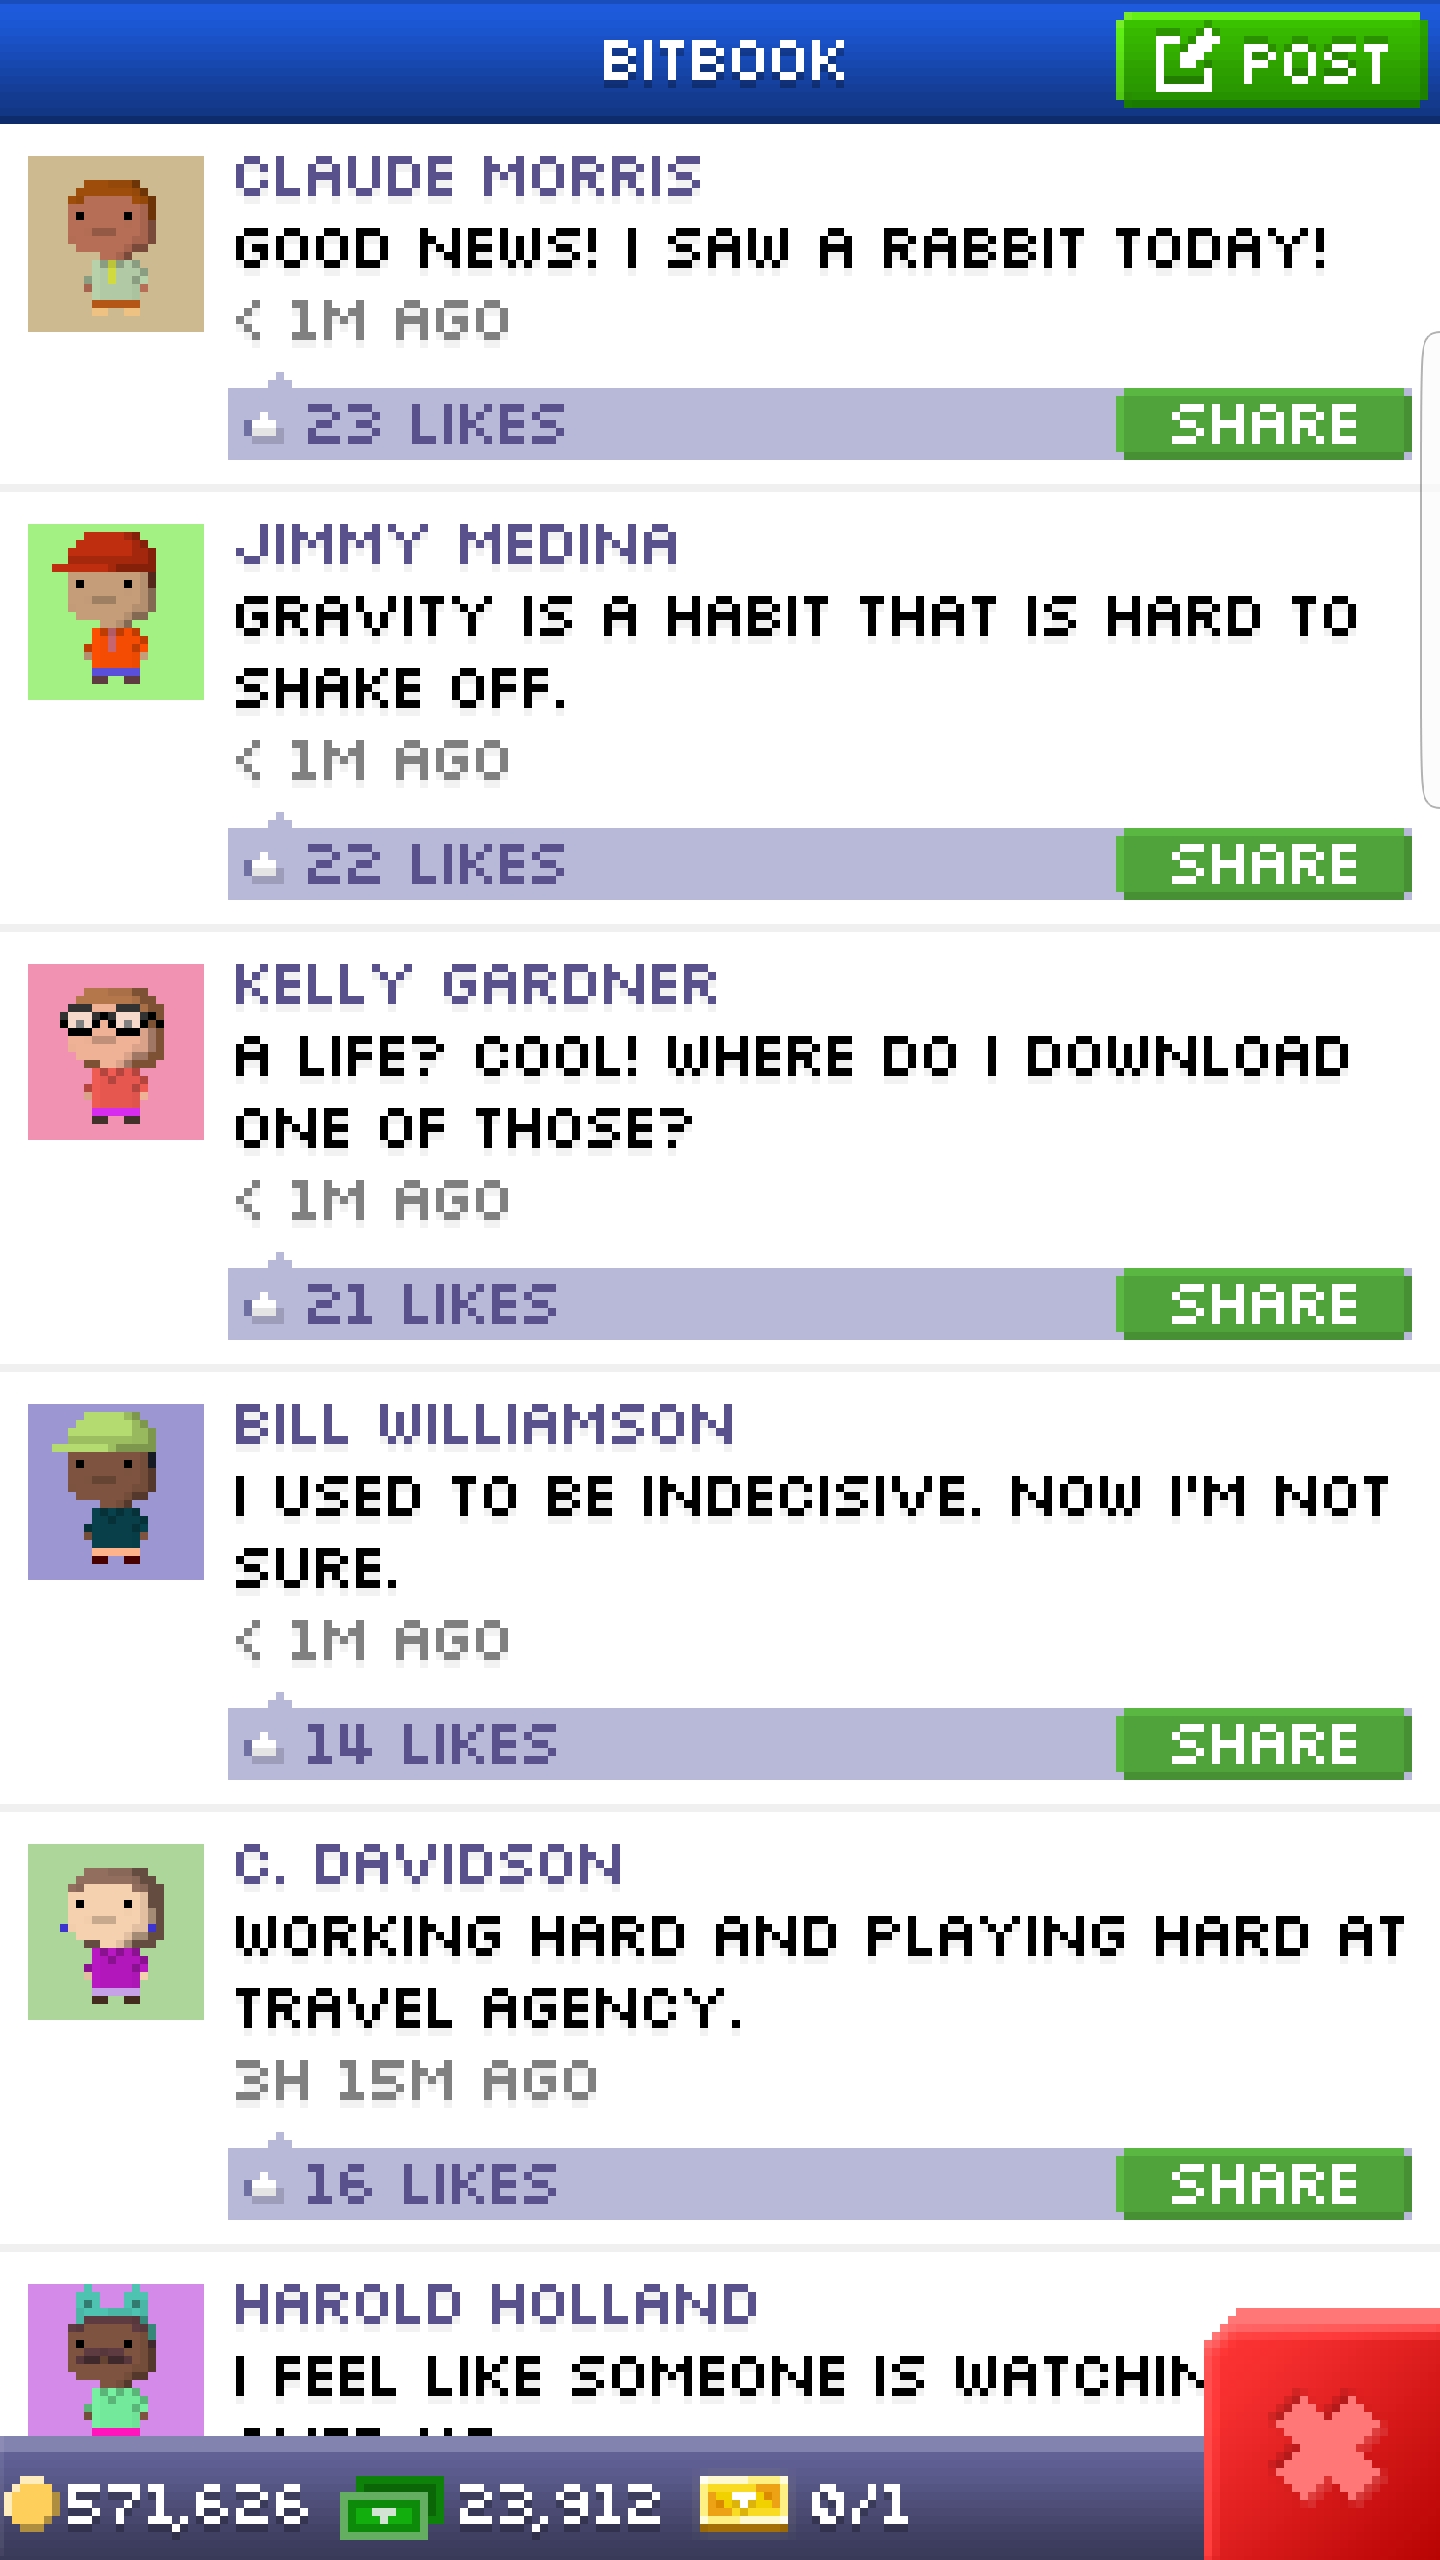 BITBOOK
POST
CLAUDE MORRIS
GOOD NEWS! I SAW A RABBIT TODAY!
< 1M AGO
23 LIKES
SHARE
JIMMY MEDINA
GRAVITY IS A HABIT THAT IS HARD TO
SHAKE OFF.
< 1M AGO
22 LIKES
SHARE
KELLY GARDNER
A LIFE? COOL! WHERE DO I DOWNLOAD
ONE OF THOSE?
< 1M AGO
21 LIKES
SHARE
BILL WILLIAMSON
I USED TO BE INDECISIVE. NOW I'M NOT
SURE.
< 1M AGO
14 LIKES
SHARE
C. DAVIDSON
WORKING HARD AND PLAYING HARD AT
TRAVEL AGENCY.
3H 15M AGO
16 LIKES
SHARE
HAROLD HOLLAND
I FEEL LIKE SOMEONE IS WATCHIN
571,626 23,912 0/1